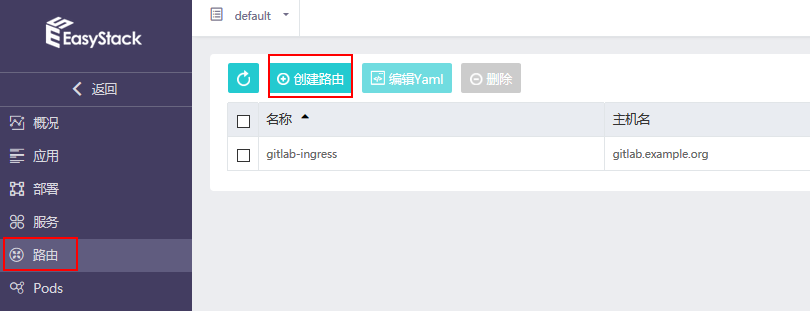 EasyStack
default
返回
概况
应用
部署
服务
路由
Pods
创建路由 编辑Yaml 删除
名称 主机名
gitlab-ingress gitlab.example.org